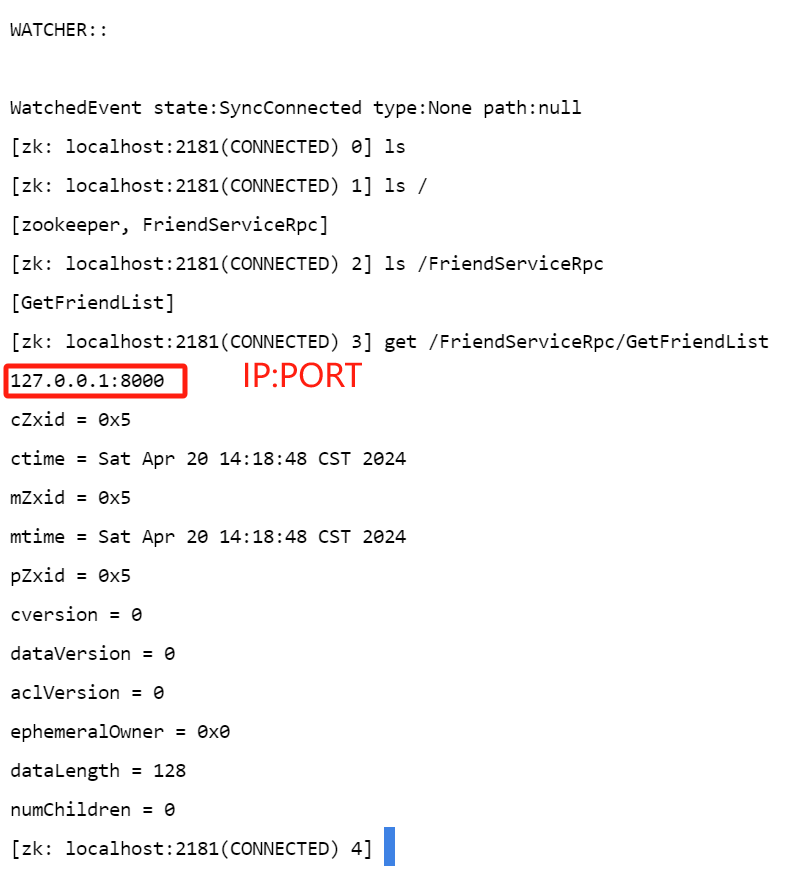 WATCHER::
WatchedEvent state:SyncConnected type:None path:null
[zk: localhost:2181(CONNECTED) 0] ls
[zk: localhost:2181(CONNECTED) 1] ls /
[zookeeper, FriendServiceRpc]
[zk: localhost:2181(CONNECTED) 2] ls /FriendServiceRpc
[GetFriendList]
[zk: localhost:2181(CONNECTED) 3] get /FriendServiceRpc/GetFriendList
127.0.0.1:8000 IP:PORT
cZxid = 0x5
ctime = Sat Apr 20 14:18:48 CST 2024
mZxid = 0x5
mtime = Sat Apr 20 14:18:48 CST 2024
pZxid = 0x5
cversion = 0
dataVersion = 0
aclVersion = 0
ephemeralOwner = 0x0
dataLength = 128
numChildren = 0
[zk: localhost:2181(CONNECTED) 4]